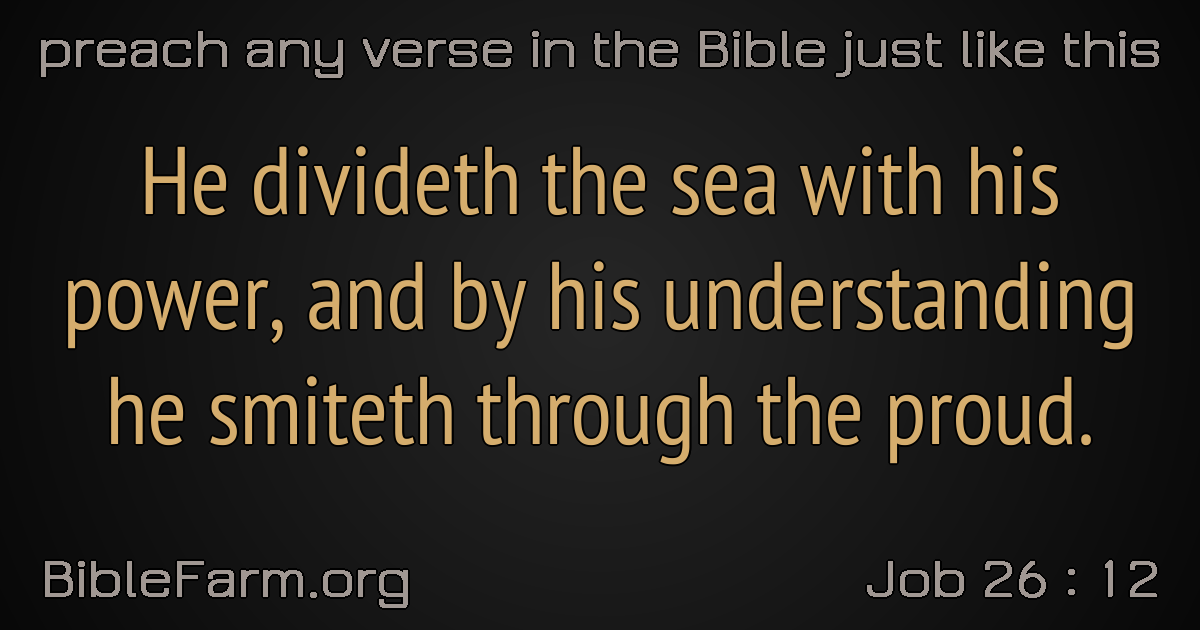 preach any verse in the Bible just like this
He divideth the sea with his
power, and by his understanding
he smiteth through the proud.
BibleFarm.org
Job 26 : 12